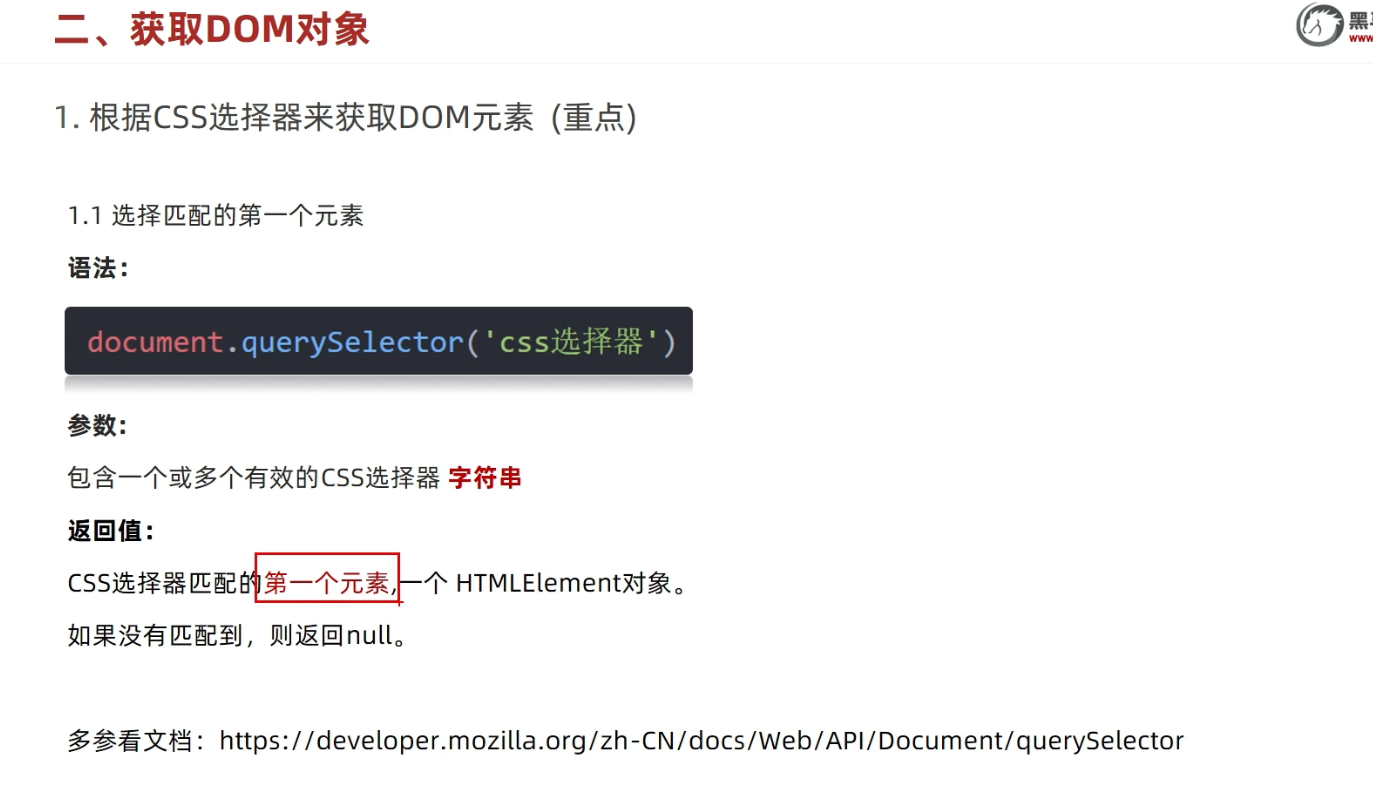 二、获取DOM对象
黑
www
1. 根据CSS选择器来获取DOM元素 (重点)
1.1 选择匹配的第一个元素
语法：
document.querySelector('css选择器')
参数：
包含一个或多个有效的CSS选择器 字符串
返回值：
CSS选择器匹配的第一个元素,一个 HTMLElement对象。
如果没有匹配到，则返回null。
多参看文档：https://developer.mozilla.org/zh-CN/docs/Web/API/Document/querySelector